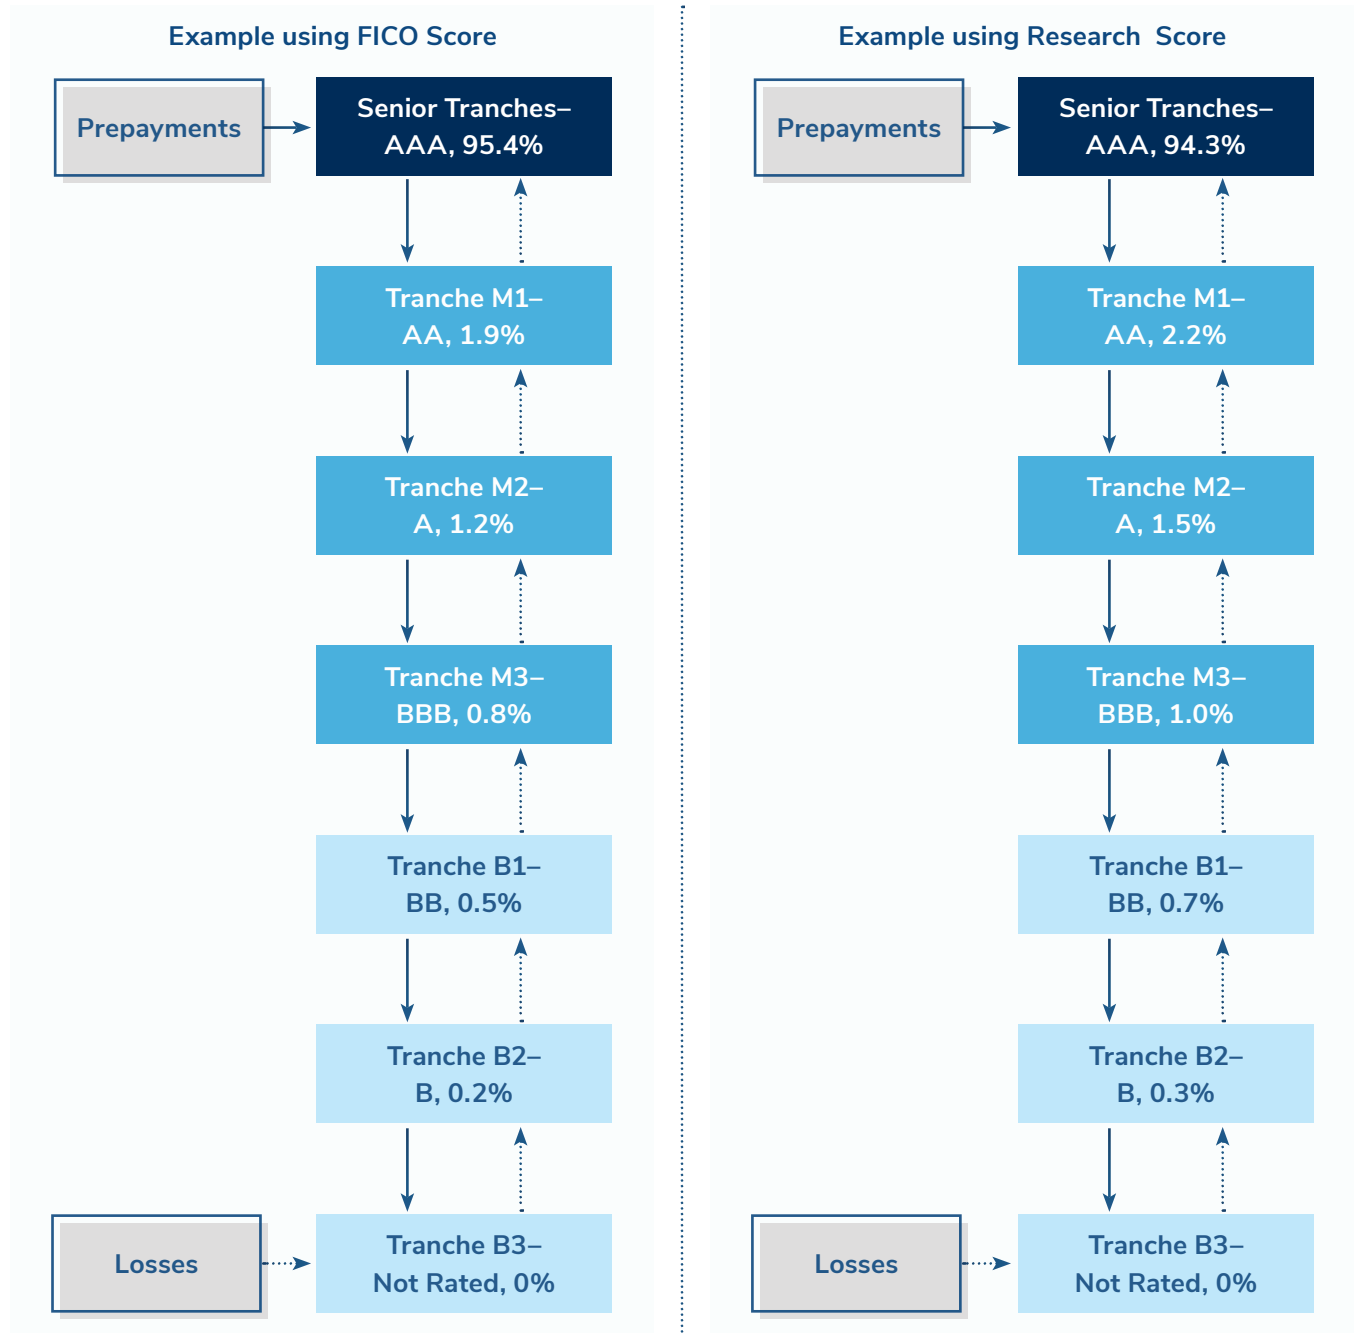 Example using FICO Score
Prepayments
Senior Tranches–
AAA, 95.4%
Tranche M1–
AA, 1.9%
Tranche M2–
A, 1.2%
Tranche M3–
BBB, 0.8%
Tranche B1–
BB, 0.5%
Tranche B2–
B, 0.2%
Losses
Tranche B3–
Not Rated, 0%
Example using Research Score
Prepayments
Senior Tranches–
AAA, 94.3%
Tranche M1–
AA, 2.2%
Tranche M2–
A, 1.5%
Tranche M3–
BBB, 1.0%
Tranche B1–
BB, 0.7%
Tranche B2–
B, 0.3%
Losses
Tranche B3–
Not Rated, 0%